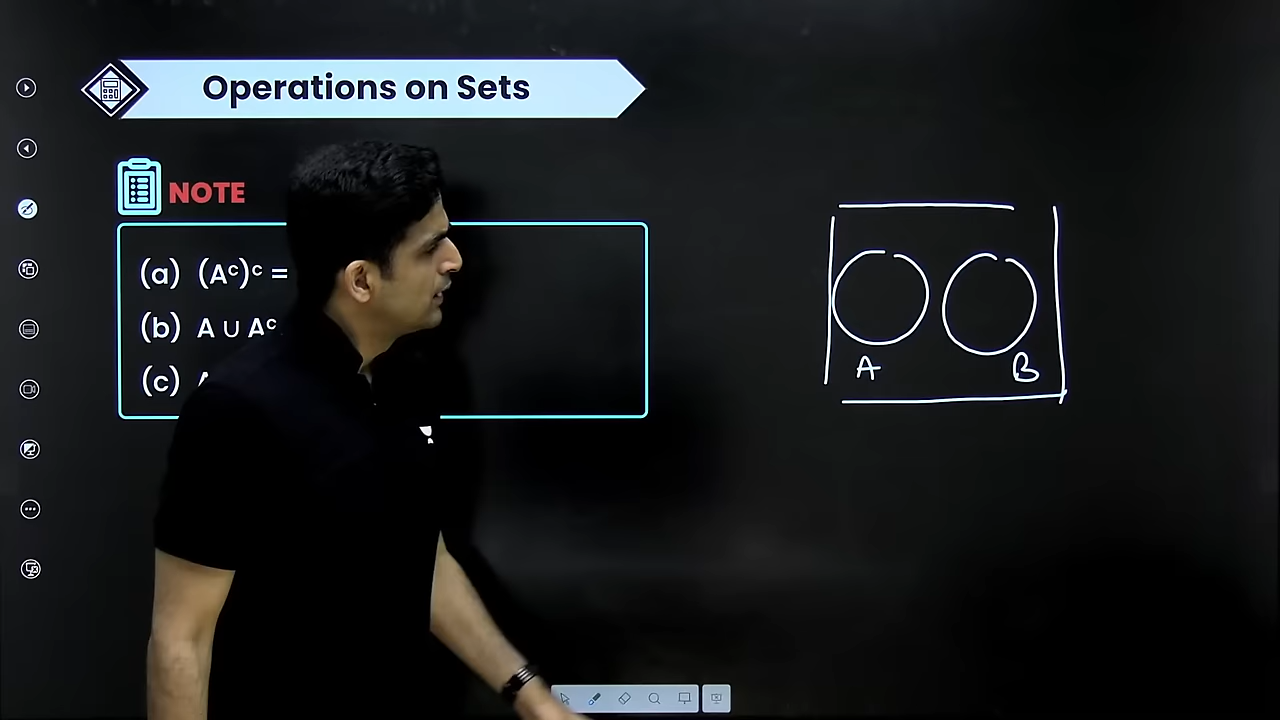 Operations on Sets
NOTE
(a) (Aᶜ)ᶜ =
(b) A ∪ Aᶜ
(c)
A
B